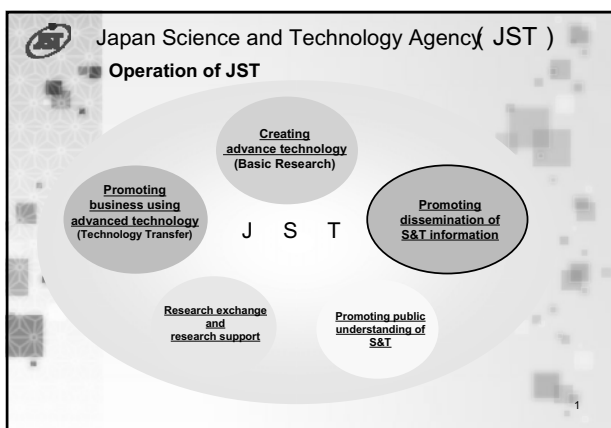 JST
Japan Science and Technology Agency( JST )
Operation of JST
Creating
advance technology
(Basic Research)
Promoting
business using
advanced technology
(Technology Transfer)
J S T
Promoting
dissemination of
S&T information
Research exchange
and
research support
Promoting public
understanding of
S&T
1